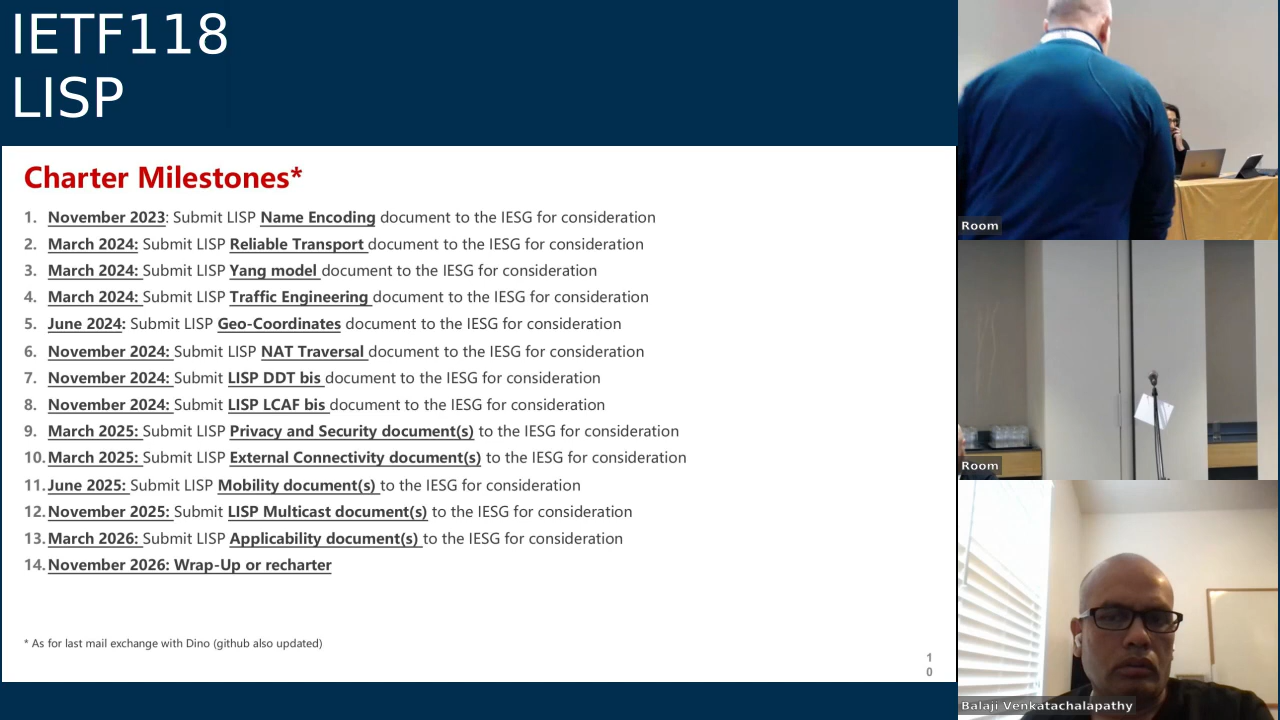 IETF118
LISP
Charter Milestones*
1. November 2023: Submit LISP Name Encoding document to the IESG for consideration
2. March 2024: Submit LISP Reliable Transport document to the IESG for consideration
3. March 2024: Submit LISP Yang model document to the IESG for consideration
4. March 2024: Submit LISP Traffic Engineering document to the IESG for consideration
5. June 2024: Submit LISP Geo-Coordinates document to the IESG for consideration
6. November 2024: Submit LISP NAT Traversal document to the IESG for consideration
7. November 2024: Submit LISP DDT bis document to the IESG for consideration
8. November 2024: Submit LISP LCAF bis document to the IESG for consideration
9. March 2025: Submit LISP Privacy and Security document(s) to the IESG for consideration
10. March 2025: Submit LISP External Connectivity document(s) to the IESG for consideration
11. June 2025: Submit LISP Mobility document(s) to the IESG for consideration
12. November 2025: Submit LISP Multicast document(s) to the IESG for consideration
13. March 2026: Submit LISP Applicability document(s) to the IESG for consideration
14. November 2026: Wrap-Up or recharter
* As for last mail exchange with Dino (github also updated)
1
0
Room
Room
Balaji Venkatachalapathy